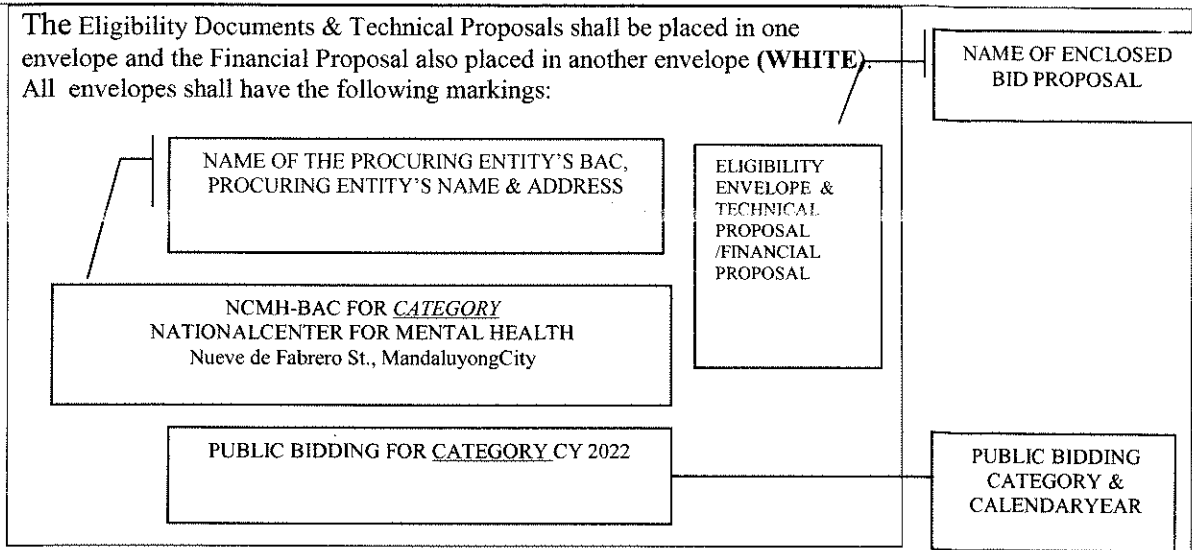 The Eligibility Documents & Technical Proposals shall be placed in one
envelope and the Financial Proposal also placed in another envelope (WHITE).
All envelopes shall have the following markings:
NAME OF ENCLOSED
BID PROPOSAL
NAME OF THE PROCURING ENTITY'S BAC,
PROCURING ENTITY'S NAME & ADDRESS
ELIGIBILITY
ENVELOPE &
TECHNICAL
PROPOSAL
/FINANCIAL
PROPOSAL
NCMH-BAC FOR CATEGORY
NATIONALCENTER FOR MENTAL HEALTH
Nueve de Fabrero St., MandaluyongCity
PUBLIC BIDDING FOR CATEGORY CY 2022
PUBLIC BIDDING
CATEGORY &
CALENDARYEAR